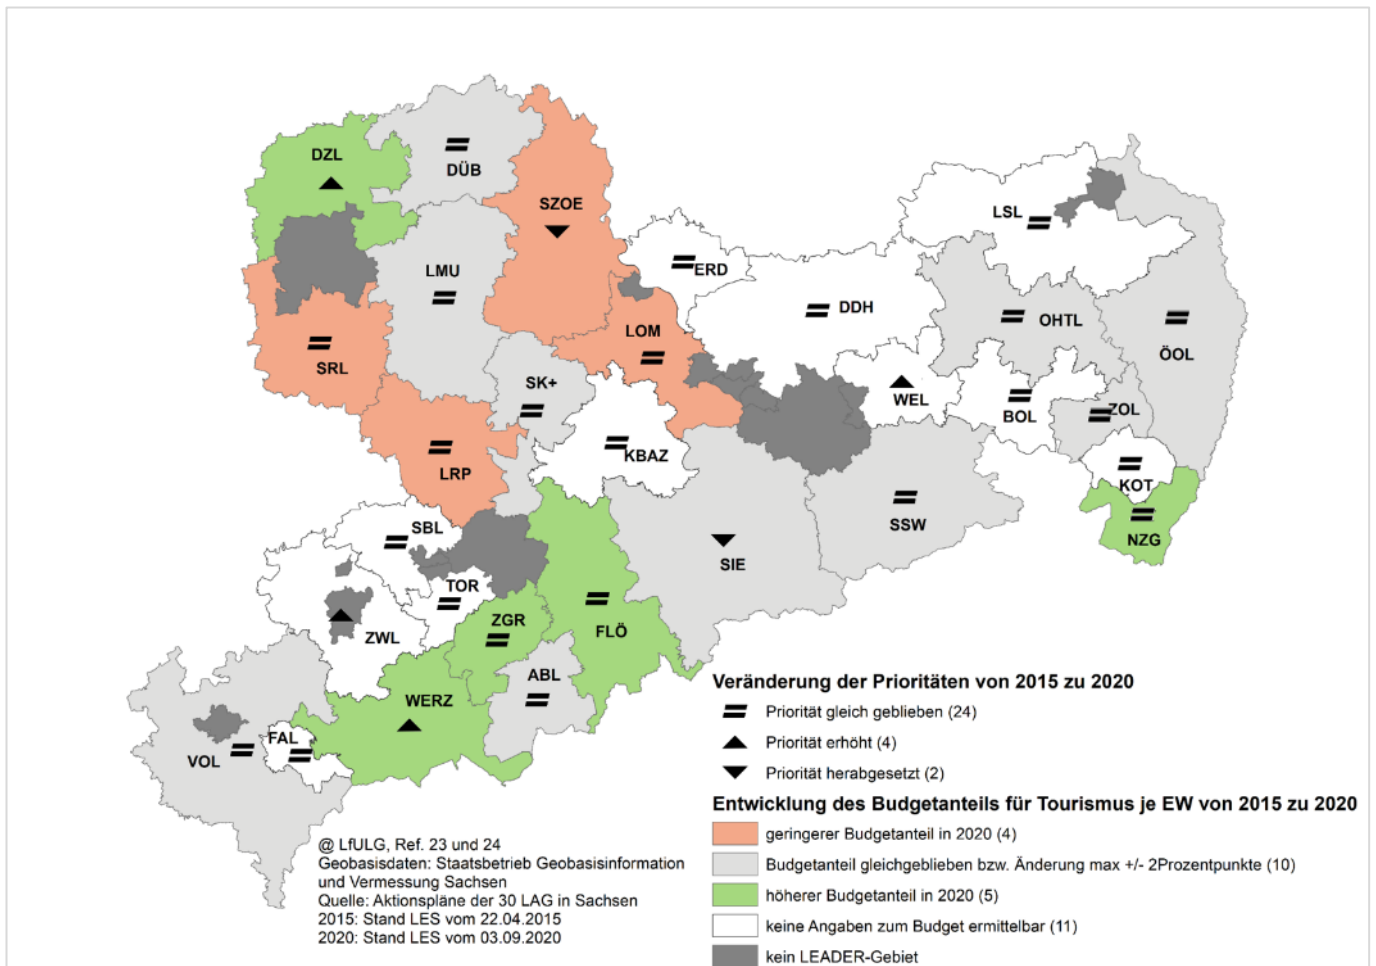 DZL
DÜB
SZOE
LSL
ERD
LMU
DDH
OHTL
LOM
ÖOL
SRL
SK+
WEL
BOL
ZOL
KBAZ
LRP
KOT
SSW
SBL
NZG
SIE
TOR
ZGR
FLÖ
ZWL
ABL
WERZ
FAL
VOL
Veränderung der Prioritäten von 2015 zu 2020
Priorität gleich geblieben (24)
Priorität erhöht (4)
Priorität herabgesetzt (2)
Entwicklung des Budgetanteils für Tourismus je EW von 2015 zu 2020
geringerer Budgetanteil in 2020 (4)
Budgetanteil gleichgeblieben bzw. Änderung max +/- 2Prozentpunkte (10)
höherer Budgetanteil in 2020 (5)
keine Angaben zum Budget ermittelbar (11)
kein LEADER-Gebiet
@ LfULG, Ref. 23 und 24
Geobasisdaten: Staatsbetrieb Geobasisinformation
und Vermessung Sachsen
Quelle: Aktionspläne der 30 LAG in Sachsen
2015: Stand LES vom 22.04.2015
2020: Stand LES vom 03.09.2020